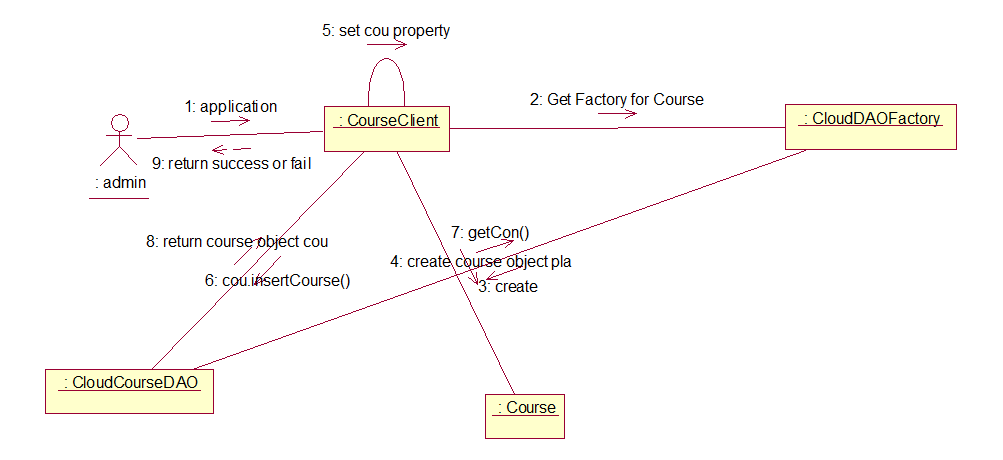 5: set cou property
1: application
2: Get Factory for Course
: CourseClient
: CloudDAOFactory
9: return success or fail
: admin
8: return course object cou
7: getCon()
4: create course object pla
6: cou.insertCourse()
3: create
: CloudCourseDAO
: Course